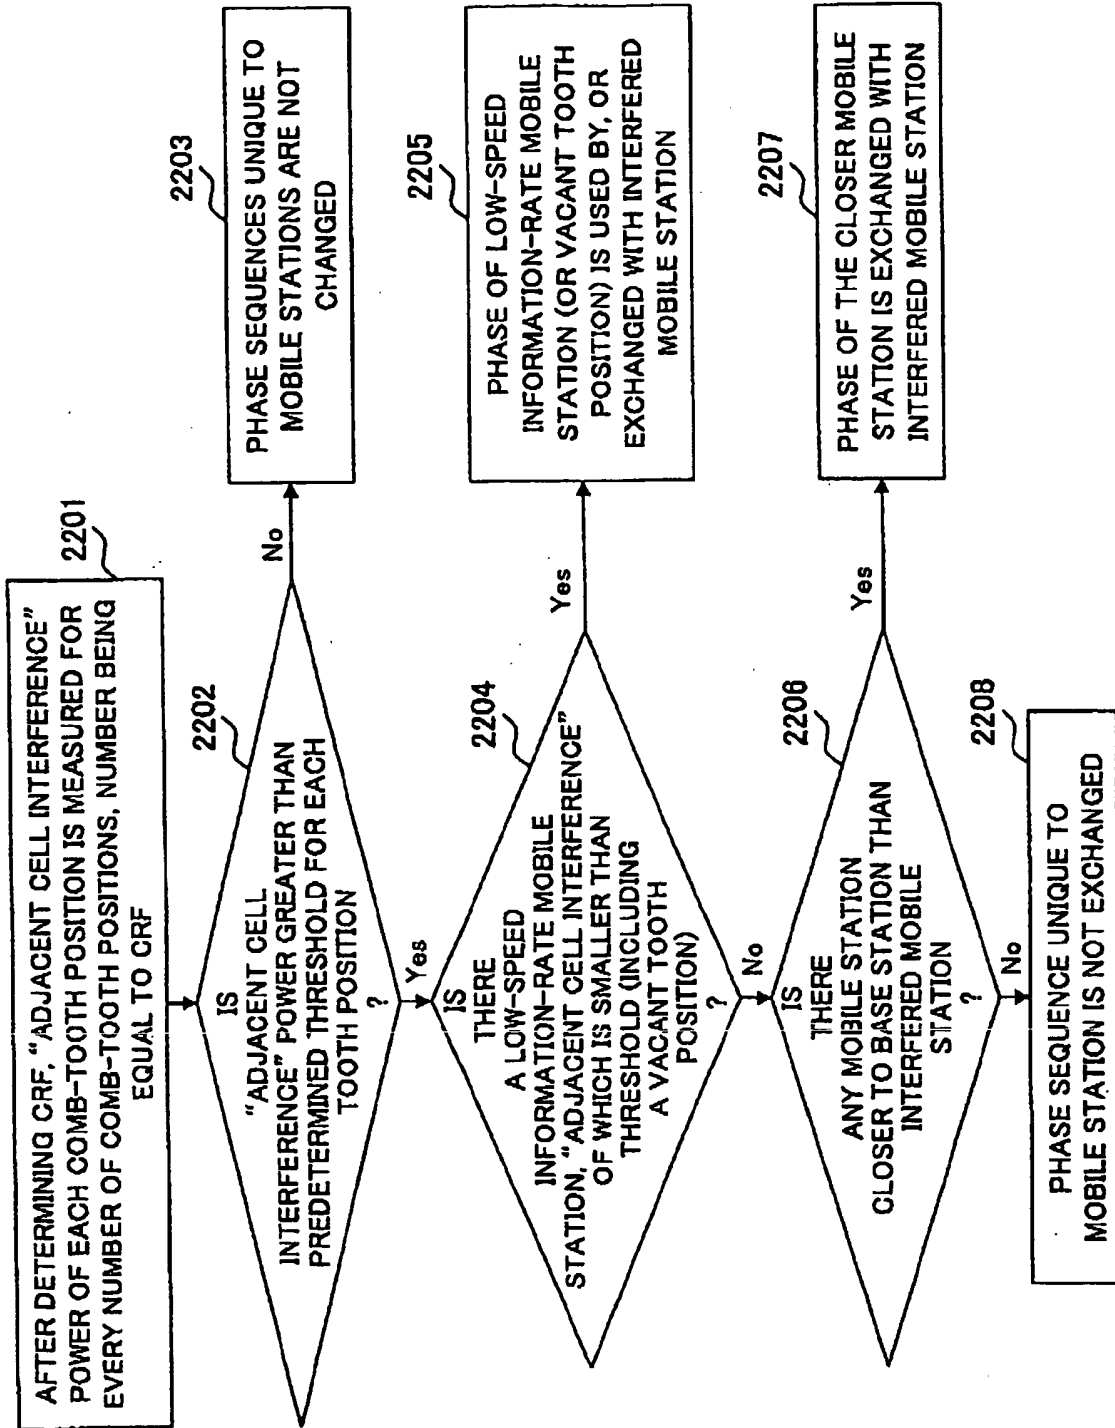 AFTER DETERMINING CRF, "ADJACENT CELL INTERFERENCE"
POWER OF EACH COMB-TOOTH POSITION IS MEASURED FOR
EVERY NUMBER OF COMB-TOOTH POSITIONS, NUMBER BEING
EQUAL TO CRF
2201
IS
"ADJACENT CELL
INTERFERENCE" POWER GREATER THAN
PREDETERMINED THRESHOLD FOR EACH
TOOTH POSITION
?
2202
No
Yes
PHASE SEQUENCES UNIQUE TO
MOBILE STATIONS ARE NOT
CHANGED
2203
IS
THERE
A LOW-SPEED
INFORMATION-RATE MOBILE
STATION, "ADJACENT CELL INTERFERENCE"
OF WHICH IS SMALLER THAN
THRESHOLD (INCLUDING
A VACANT TOOTH
POSITION)
?
2204
Yes
No
PHASE OF LOW-SPEED
INFORMATION-RATE MOBILE
STATION (OR VACANT TOOTH
POSITION) IS USED BY, OR
EXCHANGED WITH INTERFERED
MOBILE STATION
2205
IS
THERE
ANY MOBILE STATION
CLOSER TO BASE STATION THAN
INTERFERED MOBILE
STATION
?
2206
Yes
No
PHASE OF THE CLOSER MOBILE
STATION IS EXCHANGED WITH
INTERFERED MOBILE STATION
2207
PHASE SEQUENCE UNIQUE TO
MOBILE STATION IS NOT EXCHANGED
2208